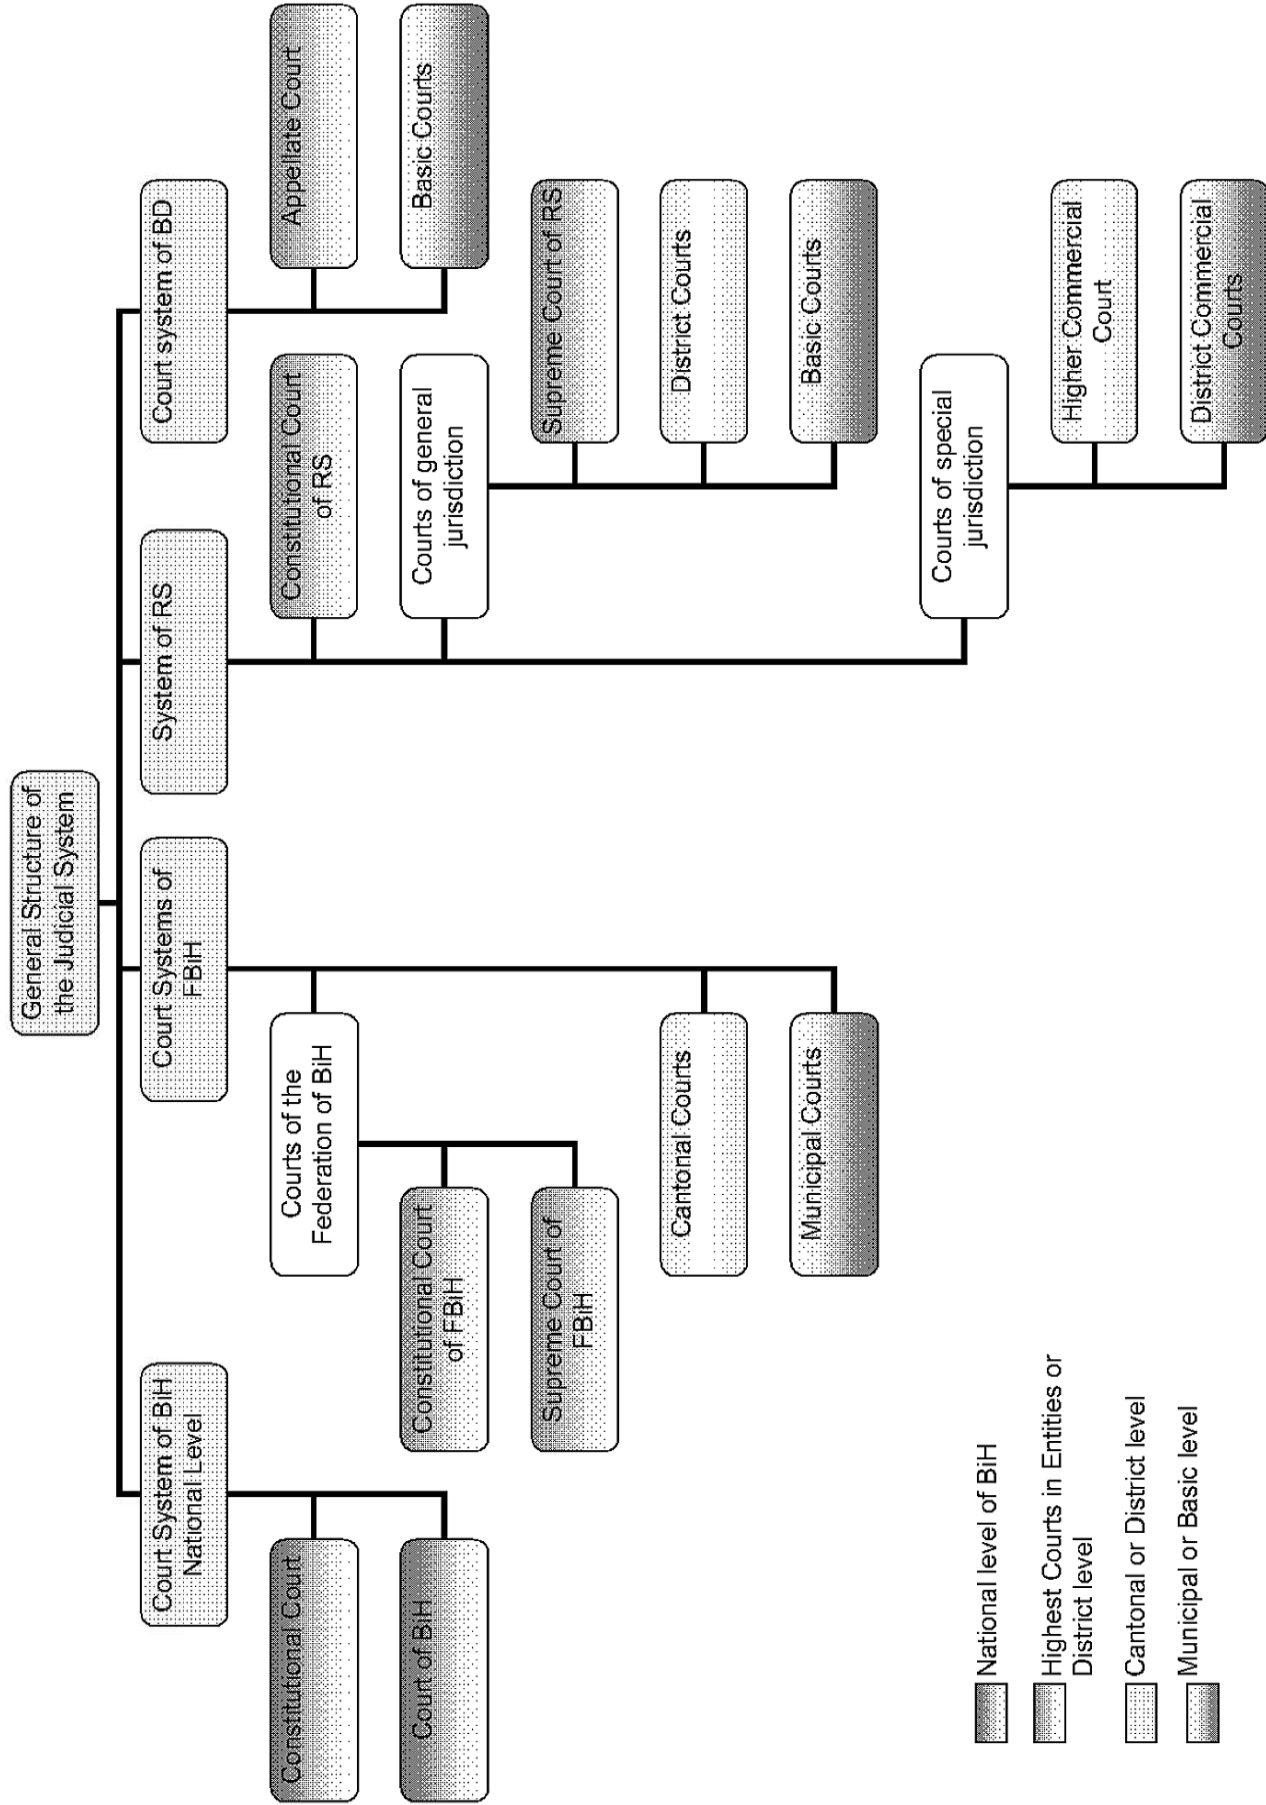 General Structure of
the Judicial System
Court System of BiH
National Level
Constitutional Court
Court of BiH
Court Systems of
FBiH
Courts of the
Federation of BiH
Constitutional Court
of FBiH
Supreme Court of
FBiH
Cantonal Courts
Municipal Courts
System of RS
Constitutional Court
of RS
Courts of general
jurisdiction
Supreme Court of RS
District Courts
Basic Courts
Courts of special
jurisdiction
Higher Commercial
Court
District Commercial
Courts
Court system of BD
Appellate Court
Basic Courts
National level of BiH
Highest Courts in Entities or
District level
Cantonal or District level
Municipal or Basic level